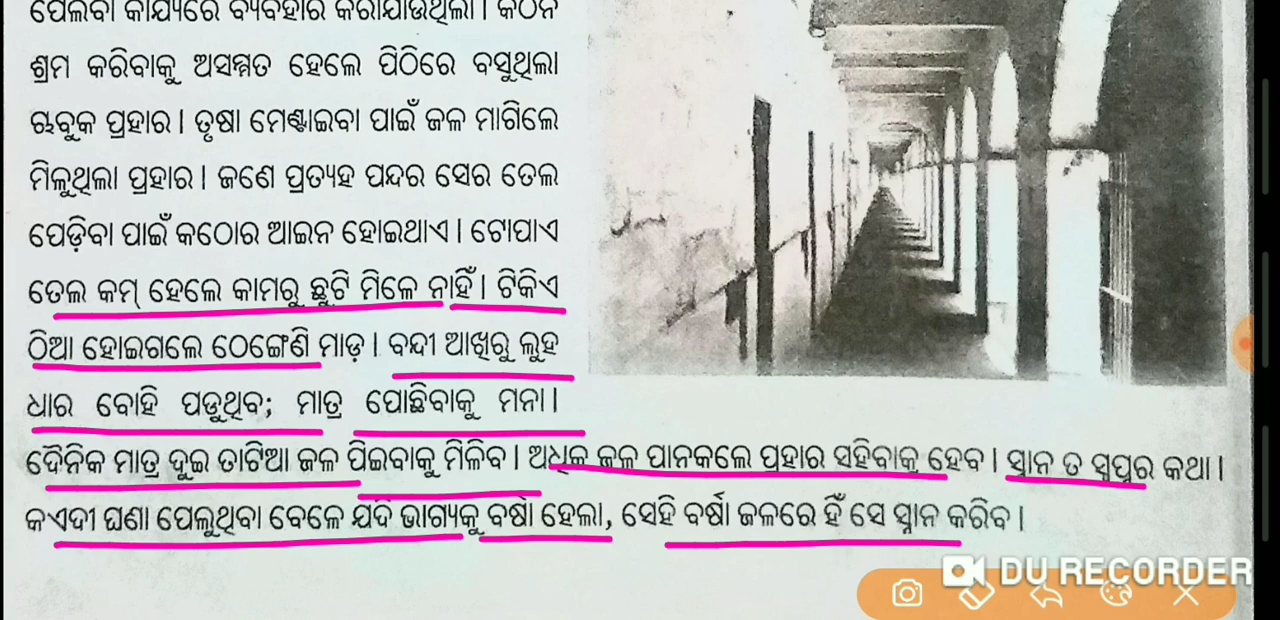 ପେଲିବା କାର୍ଯ୍ୟରେ ବ୍ୟବହାର କରାଯାଉଥିଲା । କଠିନ
ଶ୍ରମ କରିବାକୁ ଅସମ୍ମତ ହେଲେ ପିଠିରେ ବସୁଥିଲା
ଚାବୁକ ପ୍ରହାର । ତୃଷା ମେଣ୍ଟାଇବା ପାଇଁ ଜଳ ମାଗିଲେ
ମିଳୁଥିଲା ପ୍ରହାର । ଜଣେ ପ୍ରତ୍ୟହ ପନ୍ଦର ସେର ତେଲ
ପେଡ଼ିବା ପାଇଁ କଠୋର ଆଇନ ହୋଇଥାଏ । ଟୋପାଏ
ତେଲ କମ୍ ହେଲେ କାମରୁ ଛୁଟି ମିଳେ ନାହିଁ । ଟିକିଏ
ଠିଆ ହୋଇଗଲେ ଠେଙ୍ଗେଣି ମାଡ଼ । ବନ୍ଦୀ ଆଖିରୁ ଲୁହ
ଧାର ବୋହି ପଡୁଥିବ; ମାତ୍ର ପୋଛିବାକୁ ମନା ।
ଦୈନିକ ମାତ୍ର ଦୁଇ ତାଟିଆ ଜଳ ପିଇବାକୁ ମିଳିବ । ଅଧିକ ଜଳ ପାନକଲେ ପ୍ରହାର ସହିବାକୁ ହେବ । ସ୍ନାନ ତ ସ୍ୱପ୍ନର କଥା ।
କଏଦୀ ଘଣା ପେଲୁଥିବା ବେଳେ ଯଦି ଭାଗ୍ୟକୁ ବର୍ଷା ହେଲା, ସେହି ବର୍ଷା ଜଳରେ ହିଁ ସେ ସ୍ନାନ କରିବ ।
DU RECORDER